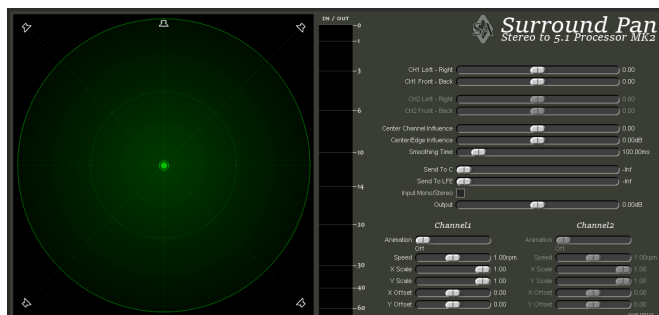 IN / OUT
SA Surround Pan
Stereo to 5.1 Processor MK2
-0
-1
-3
-6
-10
-14
-20
-30
-40
-60
CH1 Left - Right 0.00
CH1 Front - Back 0.00
CH2 Left - Right
CH2 Front - Back
Center Channel Influence 0.00
Center/Edge Influence 0.00dB
Smoothing Time 100.00ms
Send To C -Inf
Send To LFE -Inf
Input Mono/Stereo
Output 0.00dB
Channel1 Channel2
Animation Animation
Off Off
Speed 1.00rpm Speed 1.00rpm
X Scale 1.00 X Scale 1.00
Y Scale 1.00 Y Scale 1.00
X Offset 0.00 X Offset 0.00
Y Offset 0.00 Y Offset 0.00